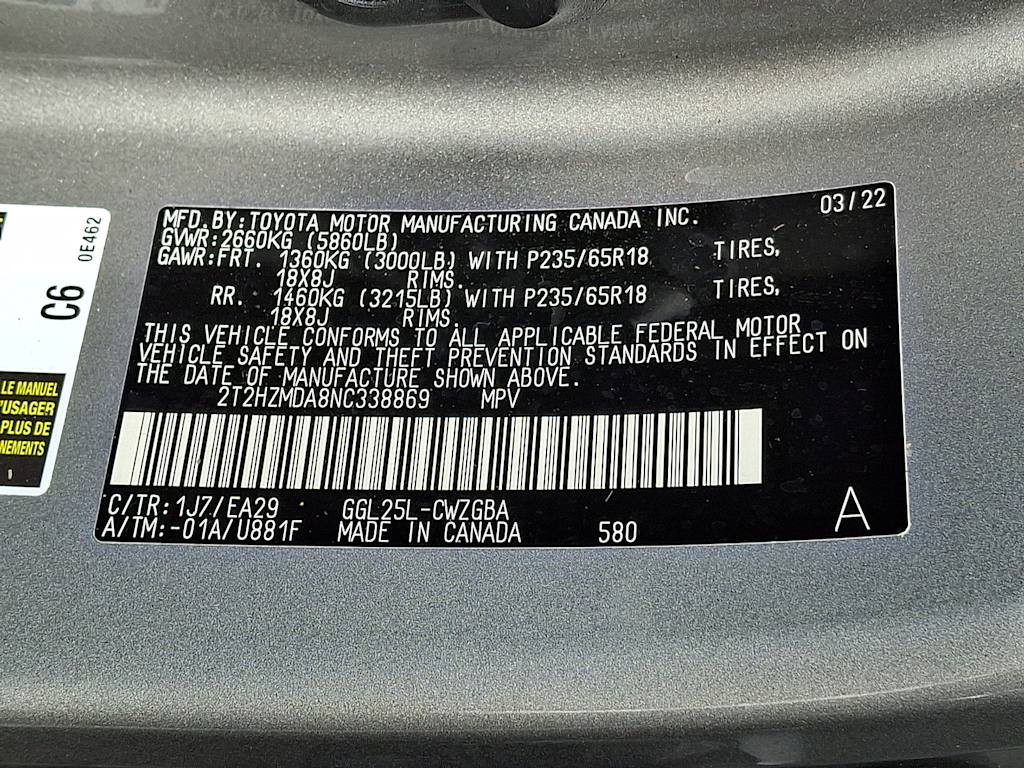 MFD. BY: TOYOTA MOTOR MANUFACTURING CANADA INC. 03/22
GVWR: 2660KG (5860LB)
GAWR: FRT. 1360KG (3000LB) WITH P235/65R18 TIRES,
18X8J RIMS.
RR. 1460KG (3215LB) WITH P235/65R18 TIRES,
18X8J RIMS
THIS VEHICLE CONFORMS TO ALL APPLICABLE FEDERAL MOTOR
VEHICLE SAFETY AND THEFT PREVENTION STANDARDS IN EFFECT ON
THE DATE OF MANUFACTURE SHOWN ABOVE.
2T2HZMDA8NC338869 MPV
C/TR: 1J7/EA29 GGL25L-CWZGBA
A/TM: -01A/U881F MADE IN CANADA 580 A
C6 0E462
LE MANUEL
'USAGER
PLUS DE
NEMENTS